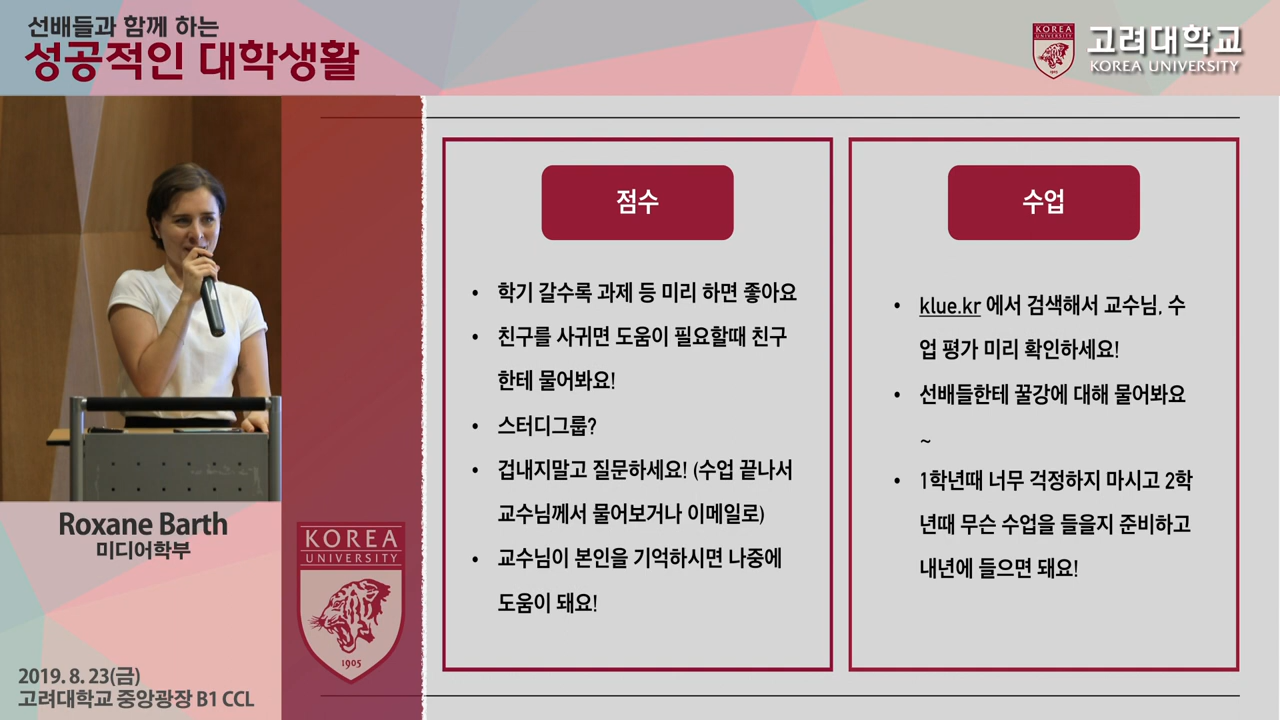 선배들과 함께 하는
성공적인 대학생활
KOREA
UNIVERSITY
1905
고려대학교
KOREA UNIVERSITY
점수
• 학기 갈수록 과제 등 미리 하면 좋아요
• 친구를 사귀면 도움이 필요할때 친구
한테 물어봐요!
• 스터디그룹?
• 겁내지말고 질문하세요! (수업 끝나서
교수님께서 물어보거나 이메일로)
• 교수님이 본인을 기억하시면 나중에
도움이 돼요!
수업
• klue.kr 에서 검색해서 교수님, 수
업 평가 미리 확인하세요!
• 선배들한테 꿀강에 대해 물어봐요
~
• 1학년때 너무 걱정하지 마시고 2학
년때 무슨 수업을 들을지 준비하고
내년에 들으면 돼요!
Roxane Barth
미디어학부
KOREA
UNIVERSITY
1905
2019. 8. 23(금)
고려대학교 중앙광장 B1 CCL